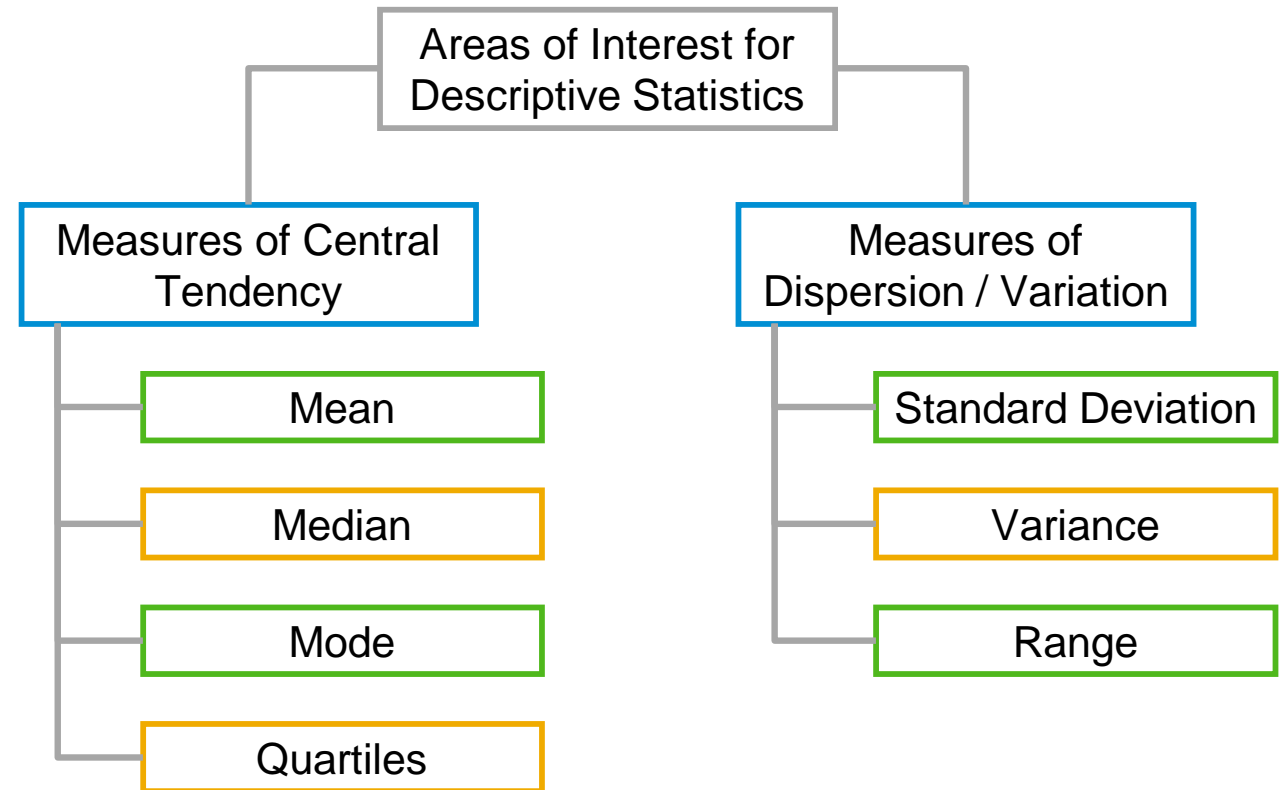 Areas of Interest for
Descriptive Statistics
Measures of Central
Tendency
Mean
Median
Mode
Quartiles
Measures of
Dispersion / Variation
Standard Deviation
Variance
Range